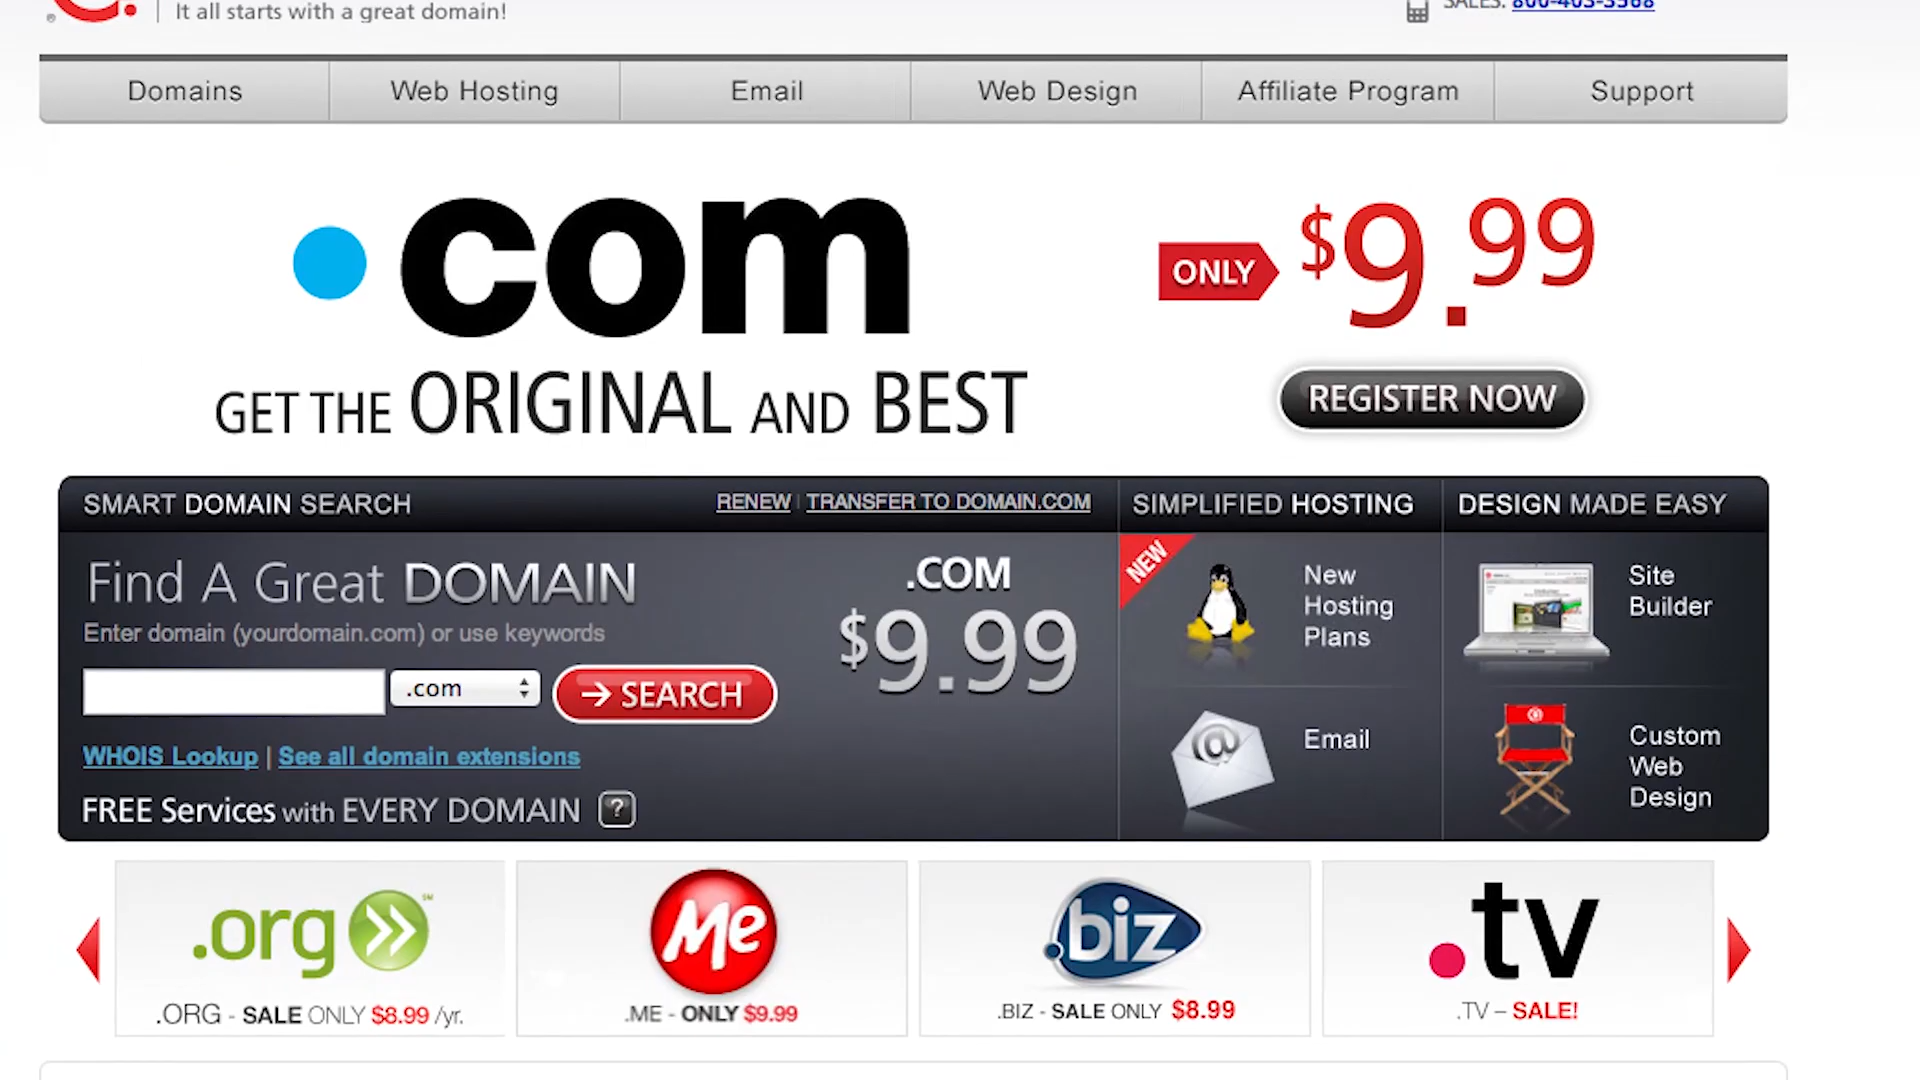 It all starts with a great domain!
SALES: 800-403-3568
Domains
Web Hosting
Email
Web Design
Affiliate Program
Support
.com
GET THE ORIGINAL AND BEST
ONLY
$9.99
REGISTER NOW
SMART DOMAIN SEARCH
RENEW | TRANSFER TO DOMAIN.COM
Find A Great DOMAIN
Enter domain (yourdomain.com) or use keywords
.com
SEARCH
.COM
$9.99
WHOIS Lookup | See all domain extensions
FREE Services with EVERY DOMAIN ?
SIMPLIFIED HOSTING
NEW
New
Hosting
Plans
@
Email
DESIGN MADE EASY
Site
Builder
Custom
Web
Design
.org
.ORG - SALE ONLY $8.99 /yr.
Me
.ME - ONLY $9.99
.biz
.BIZ - SALE ONLY $8.99
.tv
.TV – SALE!